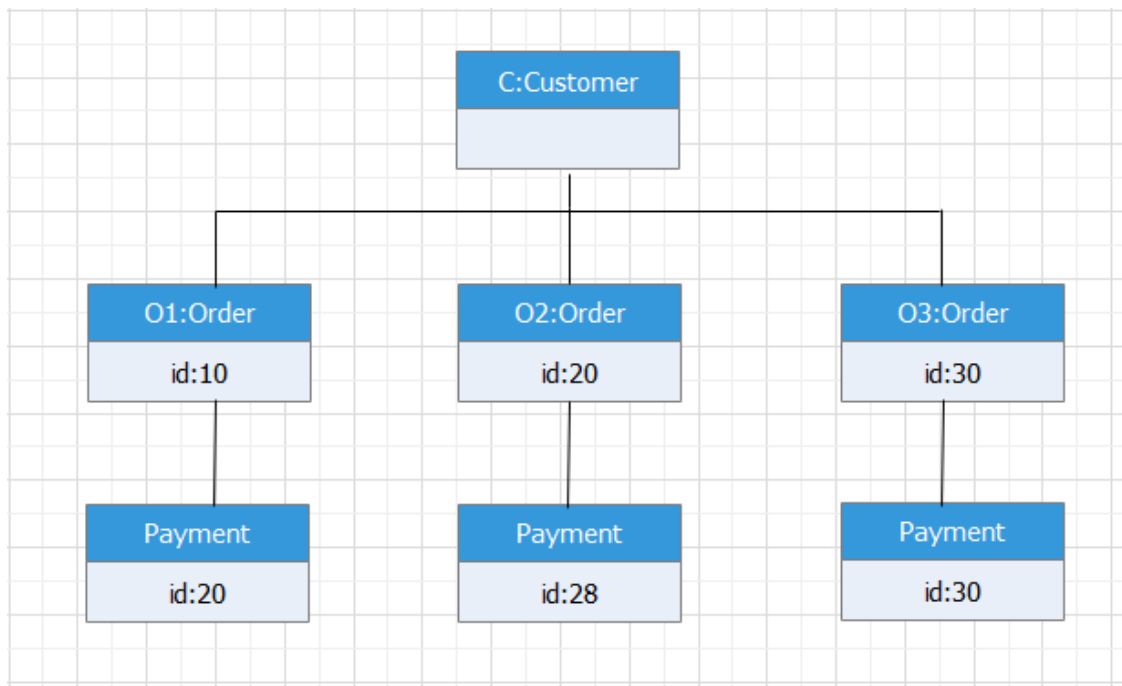 C:Customer
O1:Order
id:10
O2:Order
id:20
O3:Order
id:30
Payment
id:20
Payment
id:28
Payment
id:30